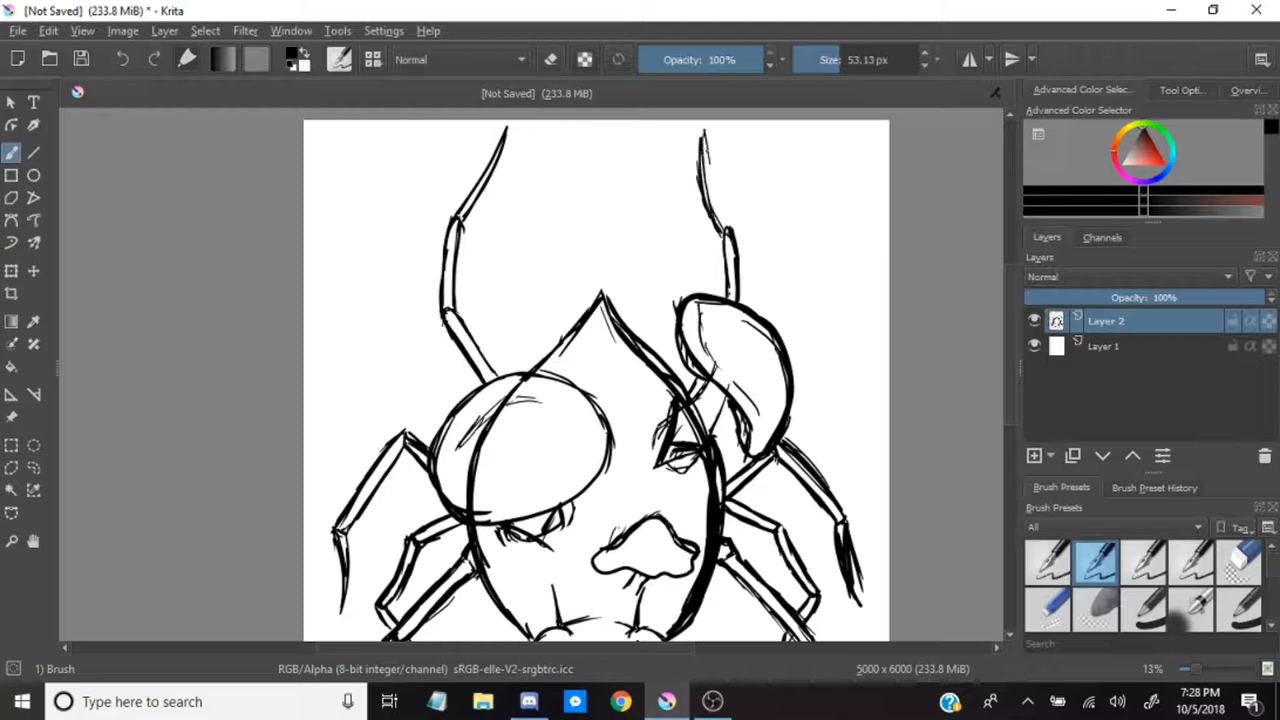 [Not Saved] (233.8 MiB) * - Krita
File Edit View Image Layer Select Filter Window Tools Settings Help
Normal
Opacity: 100%
Size: 53.13 px
[Not Saved] (233.8 MiB)
Advanced Color Selec... Tool Opti... Overvi...
Advanced Color Selector
Layers Channels
Layers
Normal
Opacity: 100%
Layer 2
Layer 1
Brush Presets Brush Preset History
Brush Presets
All
Tag
Search
1) Brush
RGB/Alpha (8-bit integer/channel) sRGB-elle-V2-srgbtrc.icc
5000 x 6000 (233.8 MiB)
13%
Type here to search
7:28 PM
10/5/2018
1